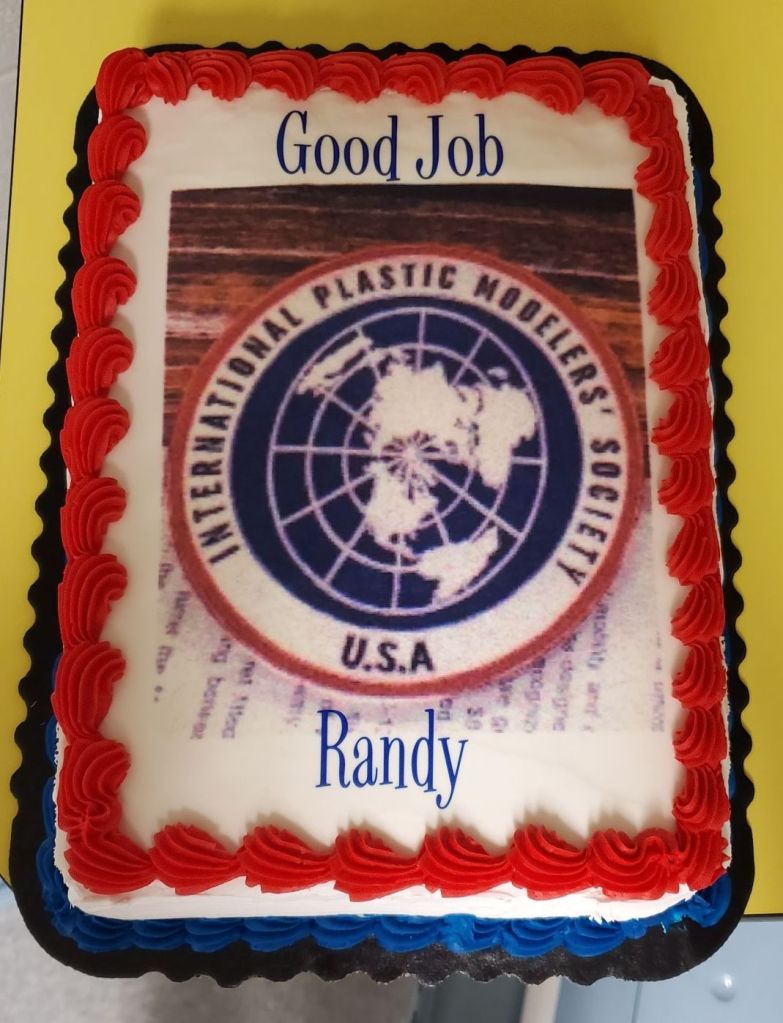 Good Job
INTERNATIONAL PLASTIC MODELERS' SOCIETY
U.S.A
Randy